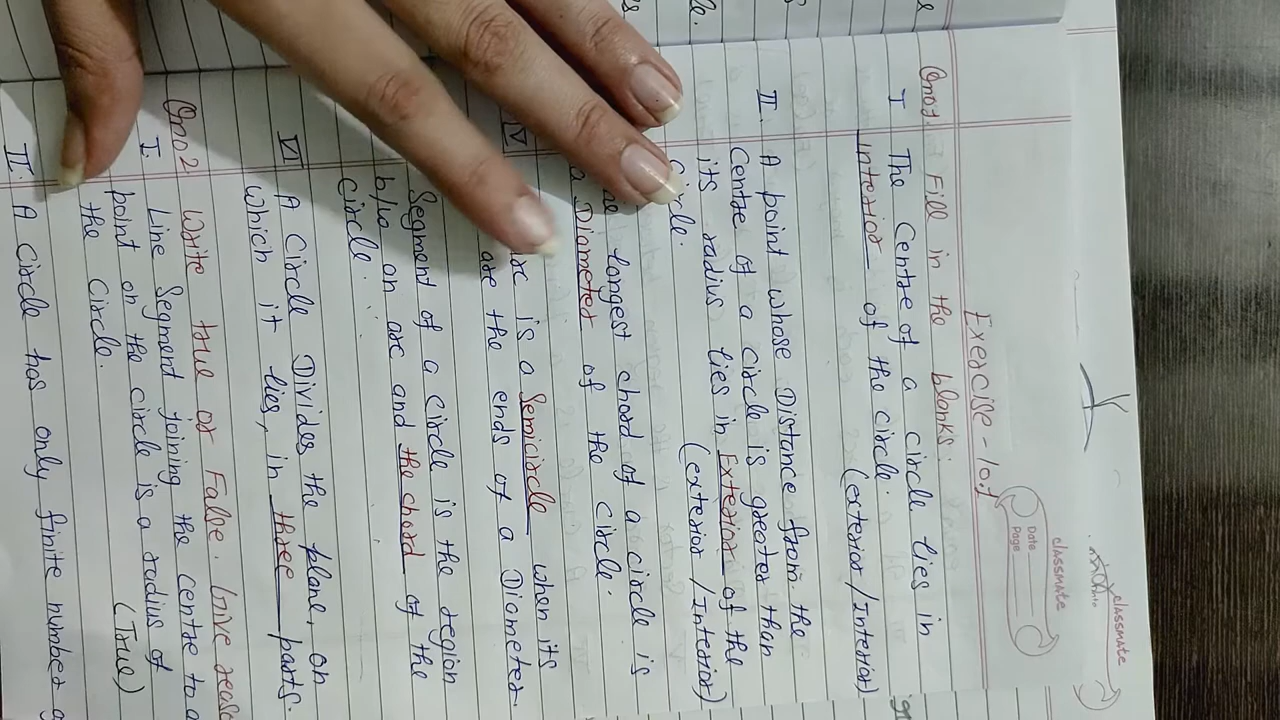 classmate
classmate
Date
Page
Exercise - 10.1
Qno1. Fill in the blanks.
I The Centre of a circle lies in
interior of the circle. (exterior/Interior)
II. A point whose Distance from the
Centre of a circle is greater than
its radius lies in Exterior of the
circle. (exterior /Interior)
longest chord of a circle is
a Diameter of the circle.
IV arc is a Semicircle when its
are the ends of a Diameter.
Segment of a circle is the region
b/w an arc and the chord of the
circle.
VI A Circle Divides the plane, on
which it lies, in three parts.
Qno2 Write true or False. Give
I. Line Segment joining the centre to a
point on the circle is a radius of
the Circle. (True)
II. A Circle has only finite number